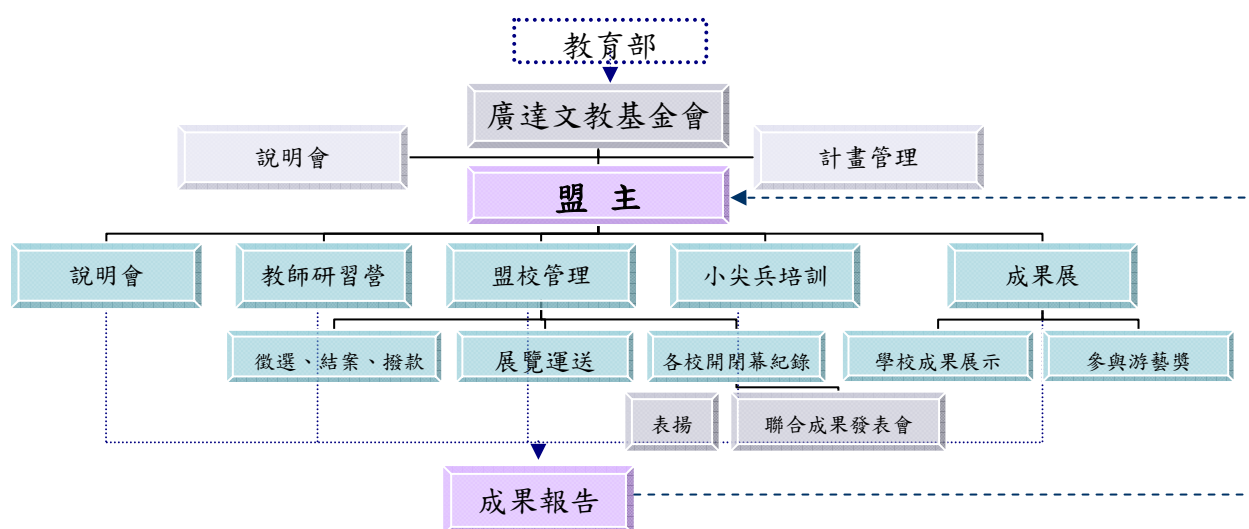 教育部
廣達文教基金會
說明會
計畫管理
盟 主
說明會
教師研習營
盟校管理
小尖兵培訓
成果展
徵選、結案、撥款
展覽運送
各校開閉幕紀錄
學校成果展示
參與游藝獎
表揚
聯合成果發表會
成果報告